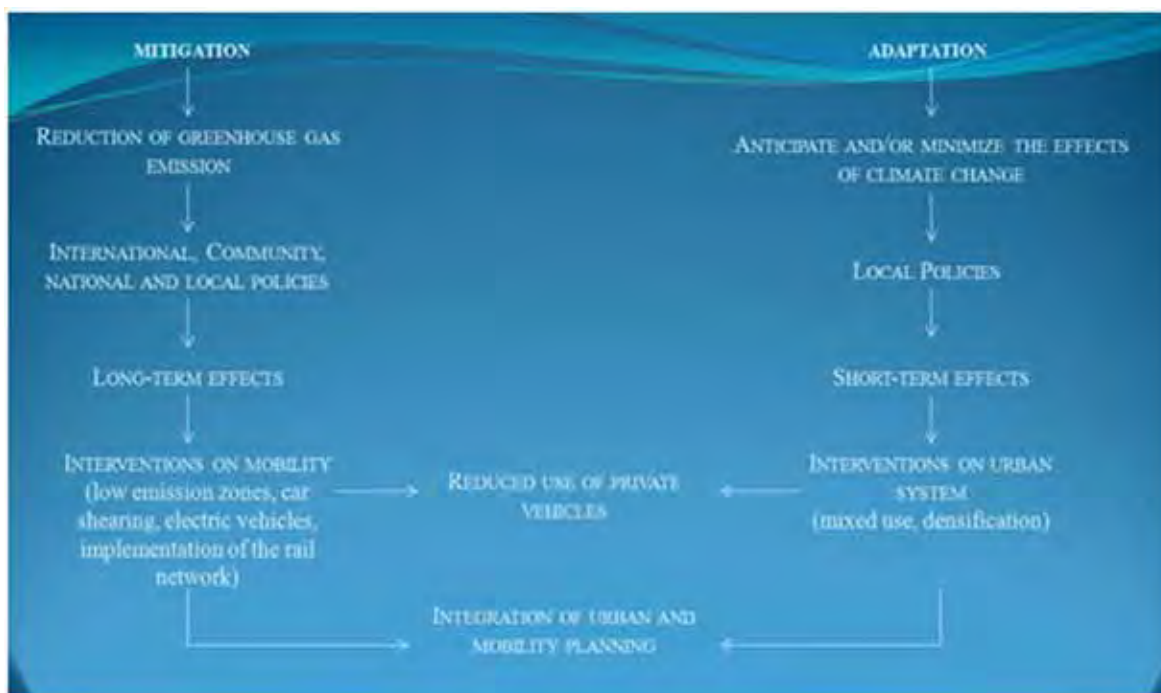 MITIGATION
REDUCTION OF GREENHOUSE GAS
EMISSION
INTERNATIONAL, COMMUNITY,
NATIONAL AND LOCAL POLICIES
LONG-TERM EFFECTS
INTERVENTIONS ON MOBILITY
(low emission zones, car
shearing, electric vehicles,
implementation of the rail
network)
REDUCED USE OF PRIVATE
VEHICLES
INTEGRATION OF URBAN AND
MOBILITY PLANNING
ADAPTATION
ANTICIPATE AND/OR MINIMIZE THE EFFECTS
OF CLIMATE CHANGE
LOCAL POLICIES
SHORT-TERM EFFECTS
INTERVENTIONS ON URBAN
SYSTEM
(mixed use, densification)